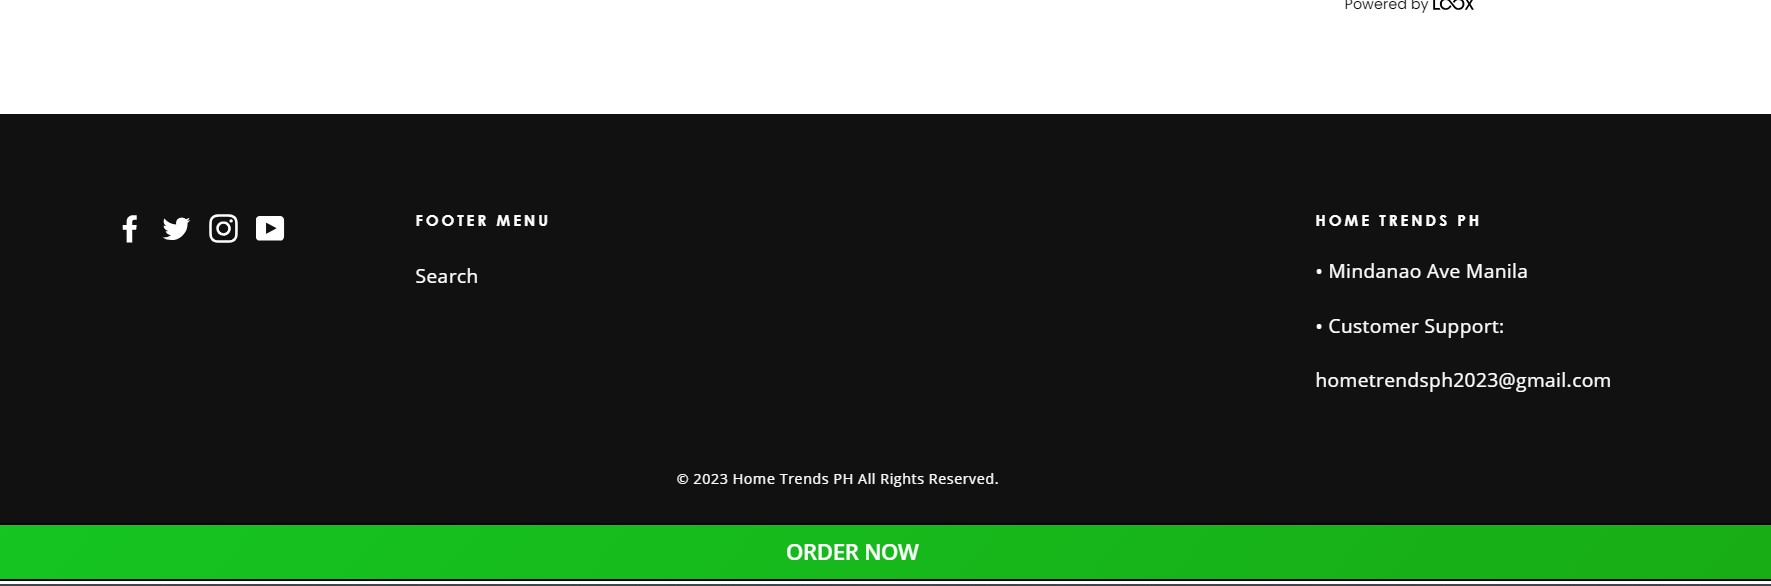 Powered by LOOX
FOOTER MENU
Search
HOME TRENDS PH
• Mindanao Ave Manila
• Customer Support:
hometrendsph2023@gmail.com
© 2023 Home Trends PH All Rights Reserved.
ORDER NOW